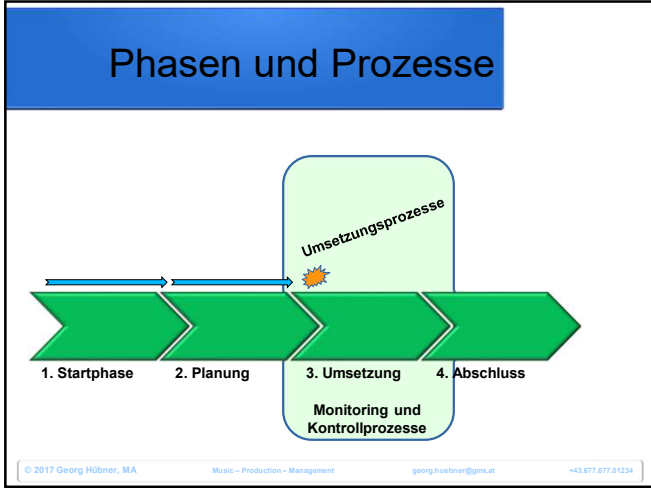 Phasen und Prozesse
Umsetzungsprozesse
1. Startphase 2. Planung 3. Umsetzung 4. Abschluss
Monitoring und
Kontrollprozesse
© 2017 Georg Hübner, MA Music – Production – Management georg.huebner@gmx.at +43.677.677.01234